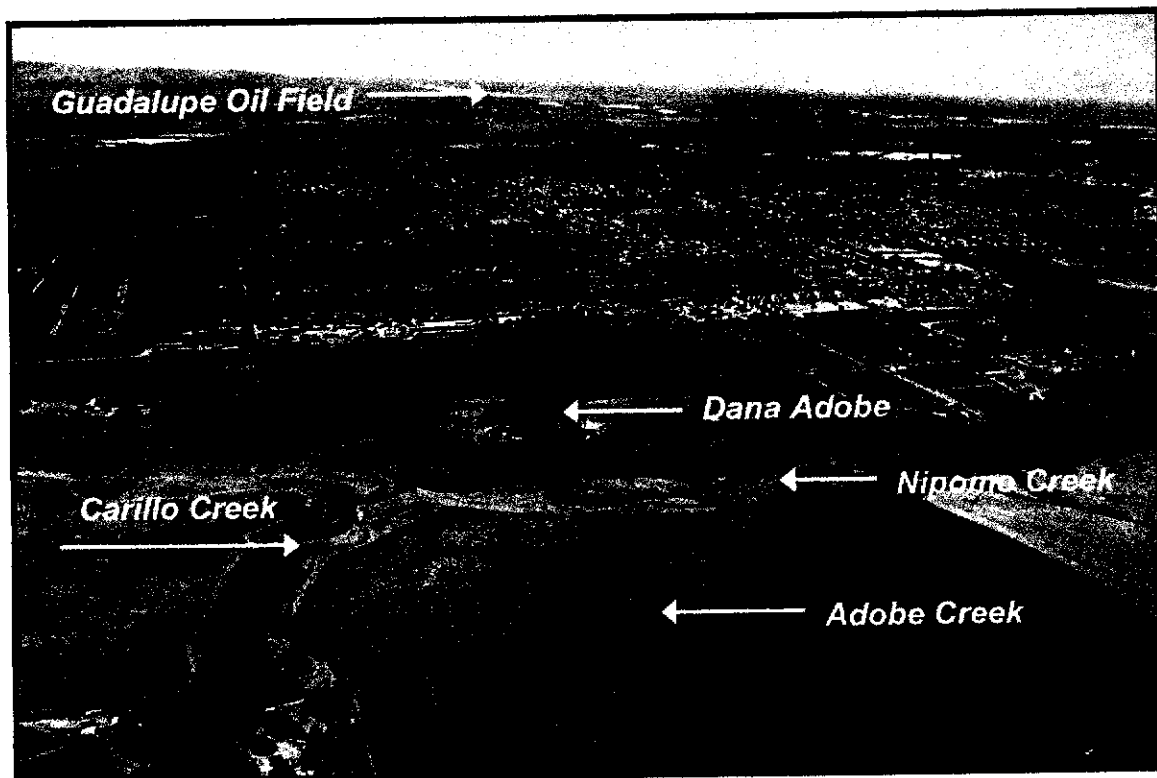 Guadalupe Oil Field
Dana Adobe
Nipomo Creek
Carillo Creek
Adobe Creek